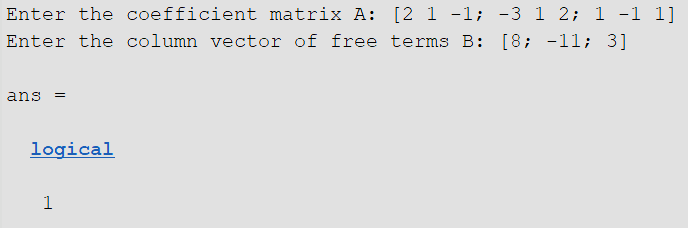 Enter the coefficient matrix A: [2 1 -1; -3 1 2; 1 -1 1]
Enter the column vector of free terms B: [8; -11; 3]
ans =
logical
1